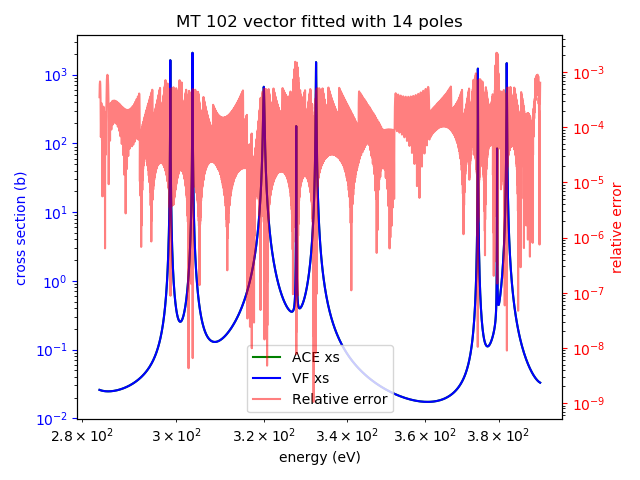 MT 102 vector fitted with 14 poles
10³
10²
10¹
10⁰
10⁻¹
10⁻²
cross section (b)
10⁻³
10⁻⁴
10⁻⁵
10⁻⁶
10⁻⁷
10⁻⁸
10⁻⁹
relative error
ACE xs
VF xs
Relative error
2.8 × 10² 3 × 10² 3.2 × 10² 3.4 × 10² 3.6 × 10² 3.8 × 10²
energy (eV)